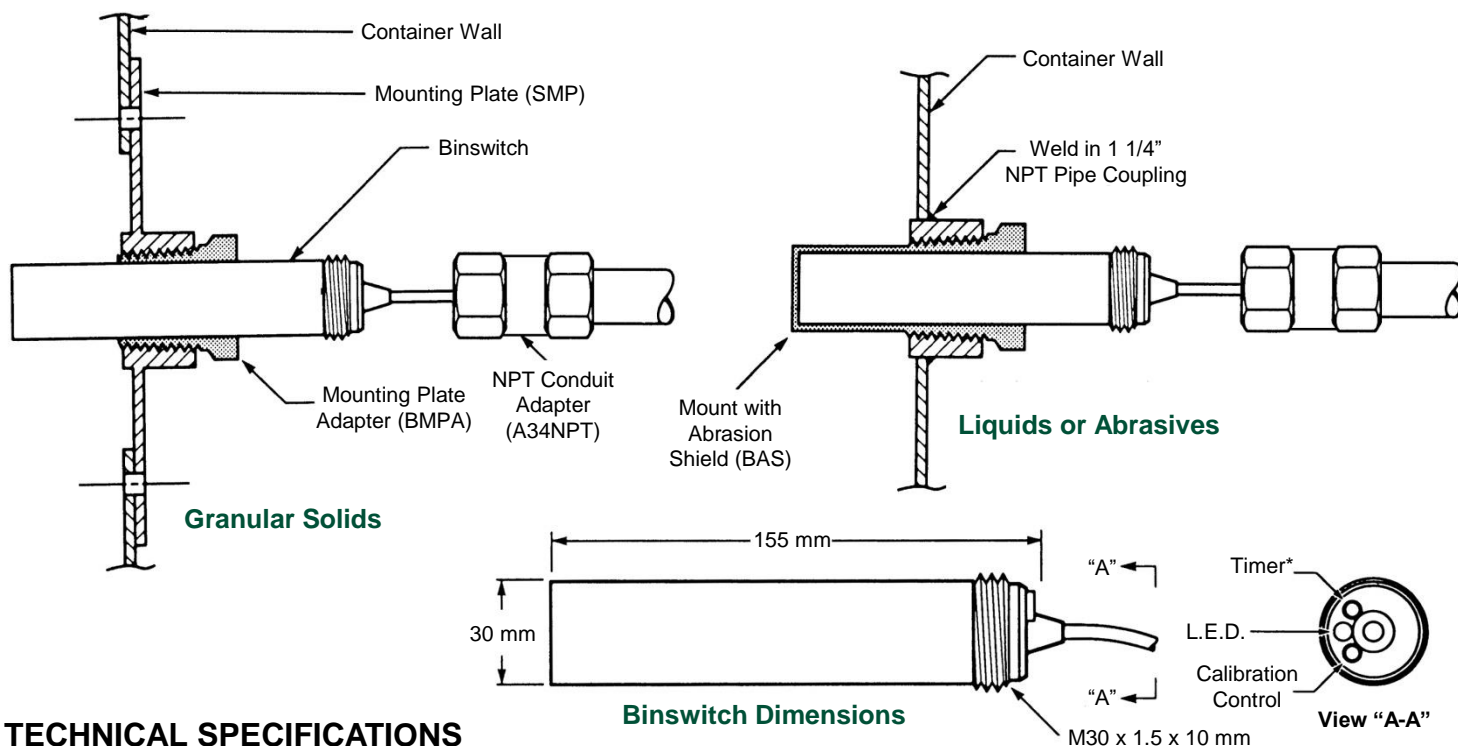 Container Wall
Mounting Plate (SMP)
Binswitch
Mounting Plate
Adapter (BMPA)
NPT Conduit
Adapter
(A34NPT)
Granular Solids
Container Wall
Weld in 1 1/4”
NPT Pipe Coupling
Mount with
Abrasion
Shield (BAS)
Liquids or Abrasives
155 mm
30 mm
“A”
“A”
M30 x 1.5 x 10 mm
Binswitch Dimensions
Timer*
L.E.D.
Calibration
Control
View “A-A”
TECHNICAL SPECIFICATIONS